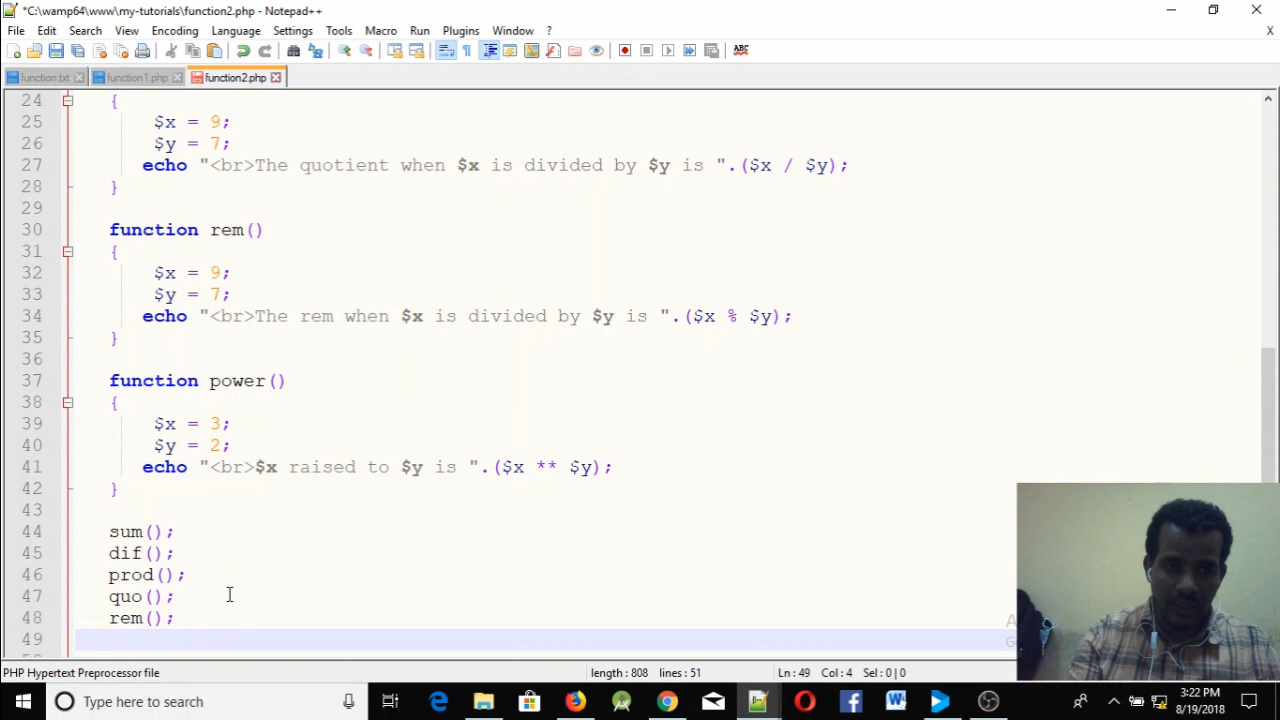 *C:\wamp64\www\my-tutorials\function2.php - Notepad++
File Edit Search View Encoding Language Settings Tools Macro Run Plugins Window ? X
ABC
function.txt function1.php function2.php
24 {
25 $x = 9;
26 $y = 7;
27 echo "<br>The quotient when $x is divided by $y is ".($x / $y);
28 }
29
30 function rem()
31 {
32 $x = 9;
33 $y = 7;
34 echo "<br>The rem when $x is divided by $y is ".($x % $y);
35 }
36
37 function power()
38 {
39 $x = 3;
40 $y = 2;
41 echo "<br>$x raised to $y is ".($x ** $y);
42 }
43
44 sum();
45 dif();
46 prod();
47 quo();
48 rem();
49
PHP Hypertext Preprocessor file length : 808 lines : 51 Ln : 49 Col : 4 Sel : 0 | 0
Type here to search
3:22 PM
8/19/2018